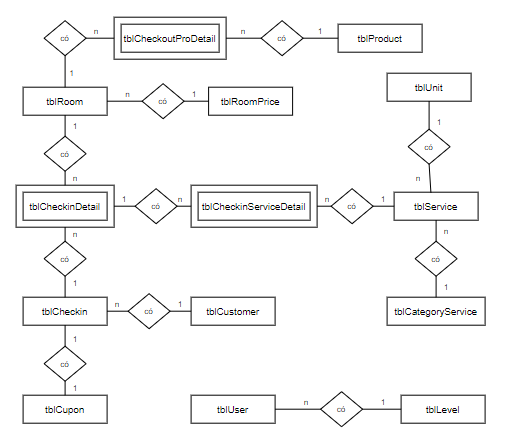 có
n
tblCheckoutProDetail
n
có
1
tblProduct
1
tblRoom
n
có
1
tblRoomPrice
tblUnit
1
1
có
có
n
n
tblCheckinDetail
1
có
n
tblCheckinServiceDetail
n
có
1
tblService
n
n
có
có
1
1
tblCheckin
n
có
1
tblCustomer
tblCategoryService
1
có
1
tblCupon
tblUser
n
có
1
tblLevel